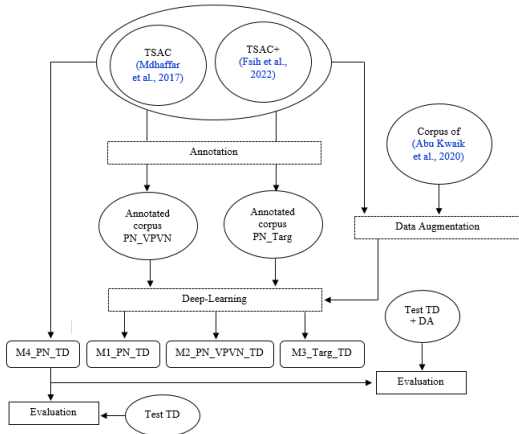 TSAC
(Mdhaffar
et al., 2017)
TSAC+
(Fsih et al.,
2022)
Corpus of
(Abu Kwaik
et al., 2020)
Annotation
Annotated
corpus
PN_VPVN
Annotated
corpus
PN_Targ
Data Augmentation
Deep-Learning
Test TD
+ DA
M4_PN_TD
M1_PN_TD
M2_PN_VPVN_TD
M3_Targ_TD
Evaluation
Evaluation
Test TD